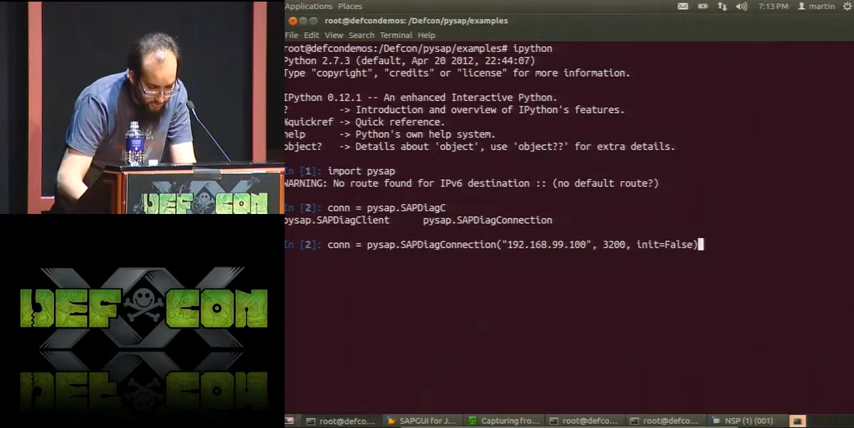 Applications Places
7:13 PM martin
root@defcondemos: /Defcon/pysap/examples
File Edit View Search Terminal Help
root@defcondemos:/Defcon/pysap/examples# ipython
Python 2.7.3 (default, Apr 20 2012, 22:44:07)
Type "copyright", "credits" or "license" for more information.
IPython 0.12.1 -- An enhanced Interactive Python.
? -> Introduction and overview of IPython's features.
%quickref -> Quick reference.
help -> Python's own help system.
object? -> Details about 'object', use 'object??' for extra details.
In [1]: import pysap
WARNING: No route found for IPv6 destination :: (no default route?)
In [2]: conn = pysap.SAPDiagC
pysap.SAPDiagClient pysap.SAPDiagConnection
In [2]: conn = pysap.SAPDiagConnection("192.168.99.100", 3200, init=False)
root@defco... SAPGUI for J... Capturing fro... root@defco... root@defco... NSP (1) (001)
DEF CON
XX
DEF CON